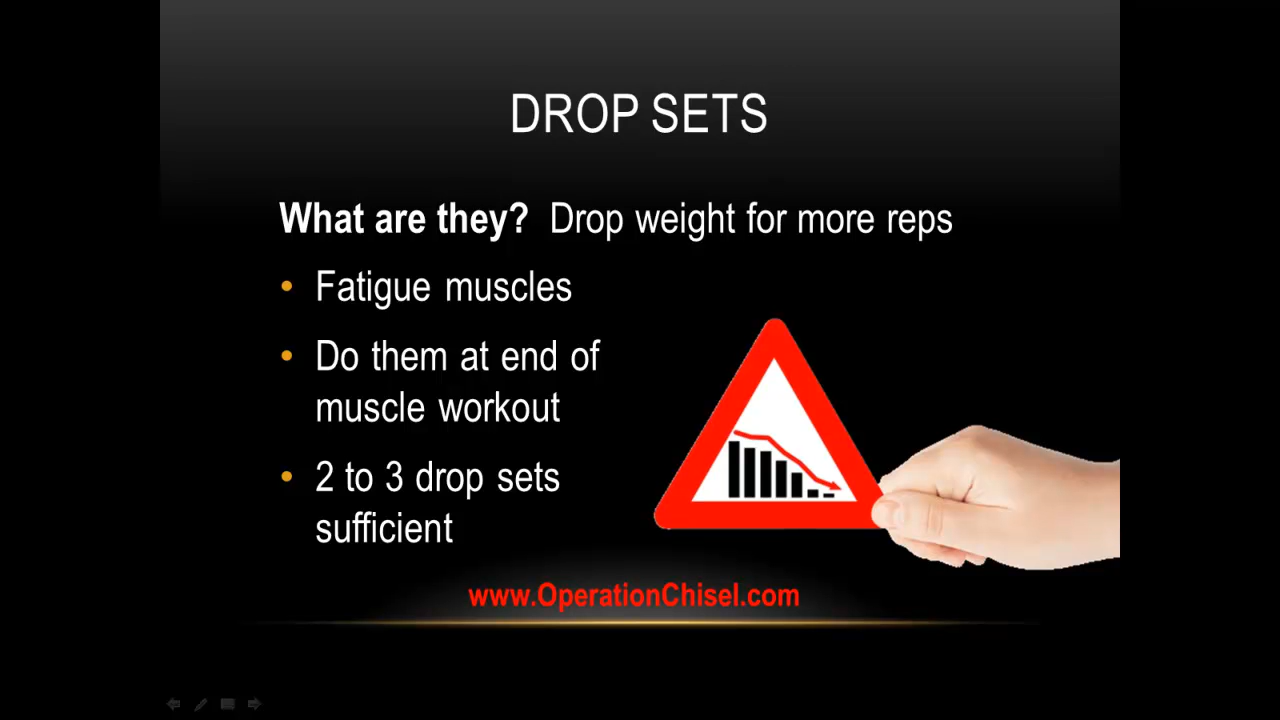 DROP SETS
What are they? Drop weight for more reps
• Fatigue muscles
• Do them at end of
muscle workout
• 2 to 3 drop sets
sufficient
www.OperationChisel.com